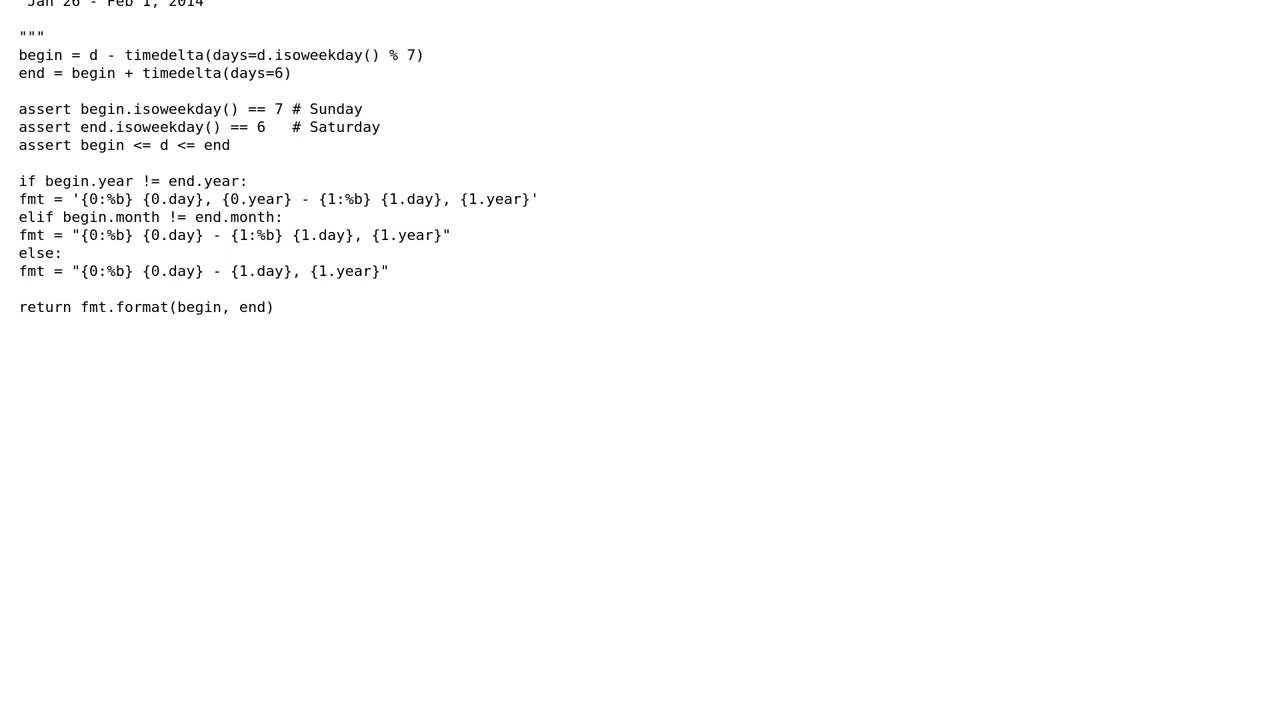 Jan 26 - Feb 1, 2014
"""
begin = d - timedelta(days=d.isoweekday() % 7)
end = begin + timedelta(days=6)
assert begin.isoweekday() == 7 # Sunday
assert end.isoweekday() == 6   # Saturday
assert begin <= d <= end
if begin.year != end.year:
fmt = '{0:%b} {0.day}, {0.year} - {1:%b} {1.day}, {1.year}'
elif begin.month != end.month:
fmt = "{0:%b} {0.day} - {1:%b} {1.day}, {1.year}"
else:
fmt = "{0:%b} {0.day} - {1.day}, {1.year}"
return fmt.format(begin, end)